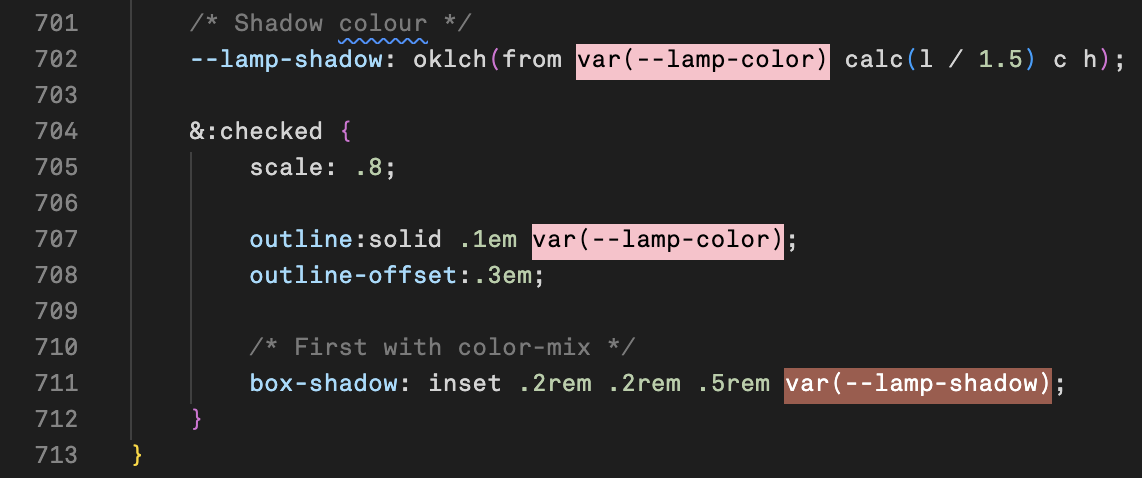 701 /* Shadow colour */
702 --lamp-shadow: oklch(from var(--lamp-color) calc(l / 1.5) c h);
703
704 &:checked {
705 scale: .8;
706
707 outline:solid .1em var(--lamp-color);
708 outline-offset:.3em;
709
710 /* First with color-mix */
711 box-shadow: inset .2rem .2rem .5rem var(--lamp-shadow);
712 }
713 }